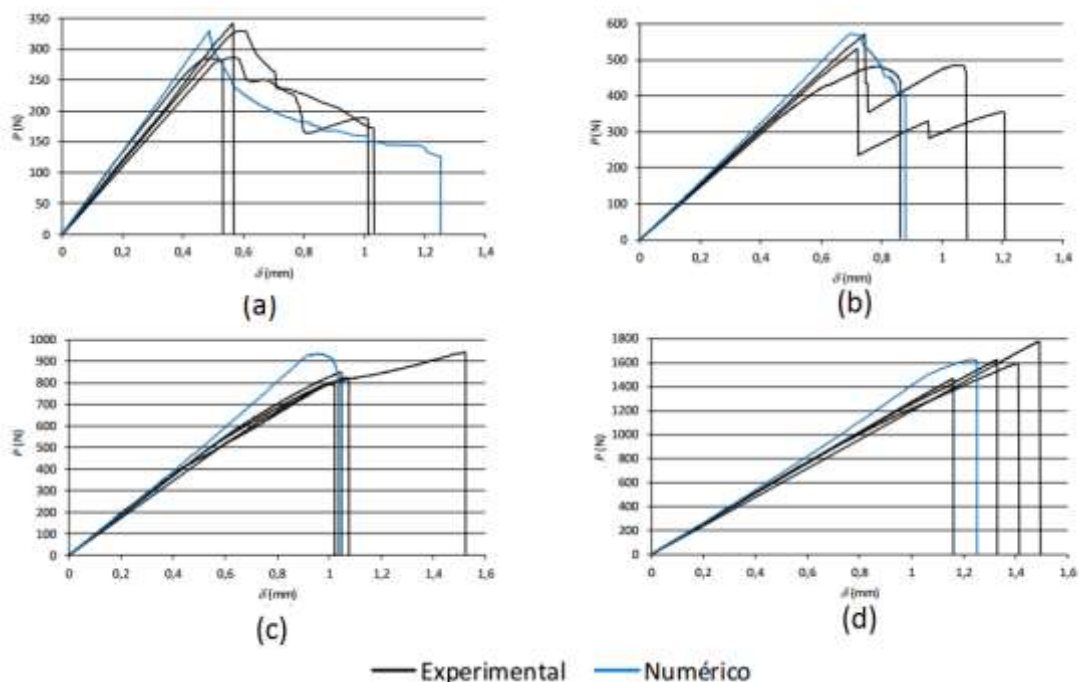 350
300
250
200
150
100
50
0
P (N)
0 0,2 0,4 0,6 0,8 1 1,2 1,4
δ (mm)
(a)
600
500
400
300
200
100
0
P (N)
0 0,2 0,4 0,6 0,8 1 1,2 1,4
δ (mm)
(b)
1000
900
800
700
600
500
400
300
200
100
0
P (N)
0 0,2 0,4 0,6 0,8 1 1,2 1,4 1,6
δ (mm)
(c)
1800
1600
1400
1200
1000
800
600
400
200
0
P (N)
0 0,2 0,4 0,6 0,8 1 1,2 1,4 1,6
δ (mm)
(d)
Experimental Numérico